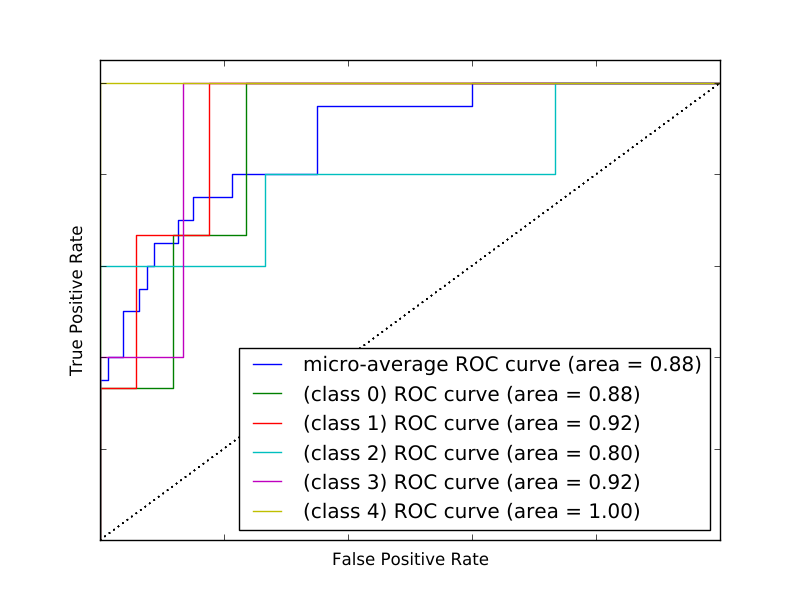 True Positive Rate
micro-average ROC curve (area = 0.88)
(class 0) ROC curve (area = 0.88)
(class 1) ROC curve (area = 0.92)
(class 2) ROC curve (area = 0.80)
(class 3) ROC curve (area = 0.92)
(class 4) ROC curve (area = 1.00)
False Positive Rate